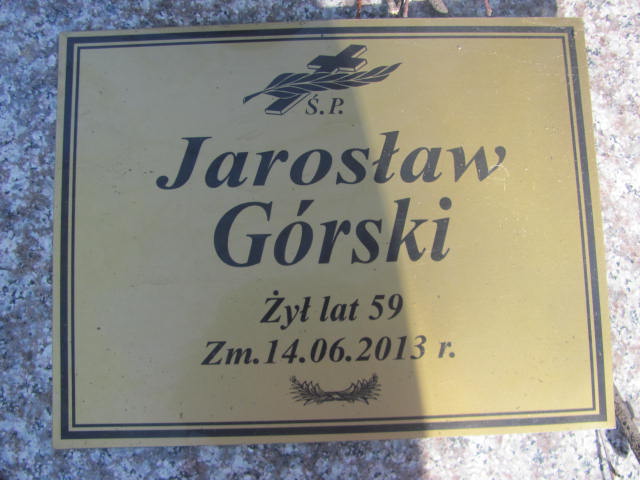 Ś.P.
Jarosław
Górski
Żył lat 59
Zm.14.06.2013 r.